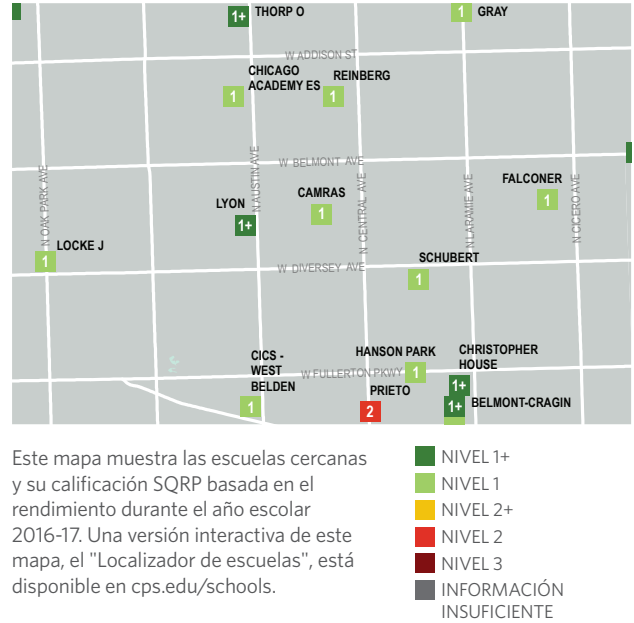 1+ THORP O
1 GRAY
W ADDISON ST
CHICAGO
ACADEMY ES
1
REINBERG
1
N OAK PARK AVE
N AUSTIN AVE
W BELMONT AVE
N CENTRAL AVE
N LARAMIE AVE
N CICERO AVE
FALCONER
1
LYON
1+
CAMRAS
1
LOCKE J
1
W DIVERSEY AVE
SCHUBERT
1
CICS -
WEST
BELDEN
1
W FULLERTON PKWY
HANSON PARK
1
PRIETO
2
CHRISTOPHER
HOUSE
1+
1+ BELMONT-CRAGIN
Este mapa muestra las escuelas cercanas
y su calificación SQRP basada en el
rendimiento durante el año escolar
2016-17. Una versión interactiva de este
mapa, el "Localizador de escuelas", está
disponible en cps.edu/schools.
NIVEL 1+
NIVEL 1
NIVEL 2+
NIVEL 2
NIVEL 3
INFORMACIÓN
INSUFICIENTE